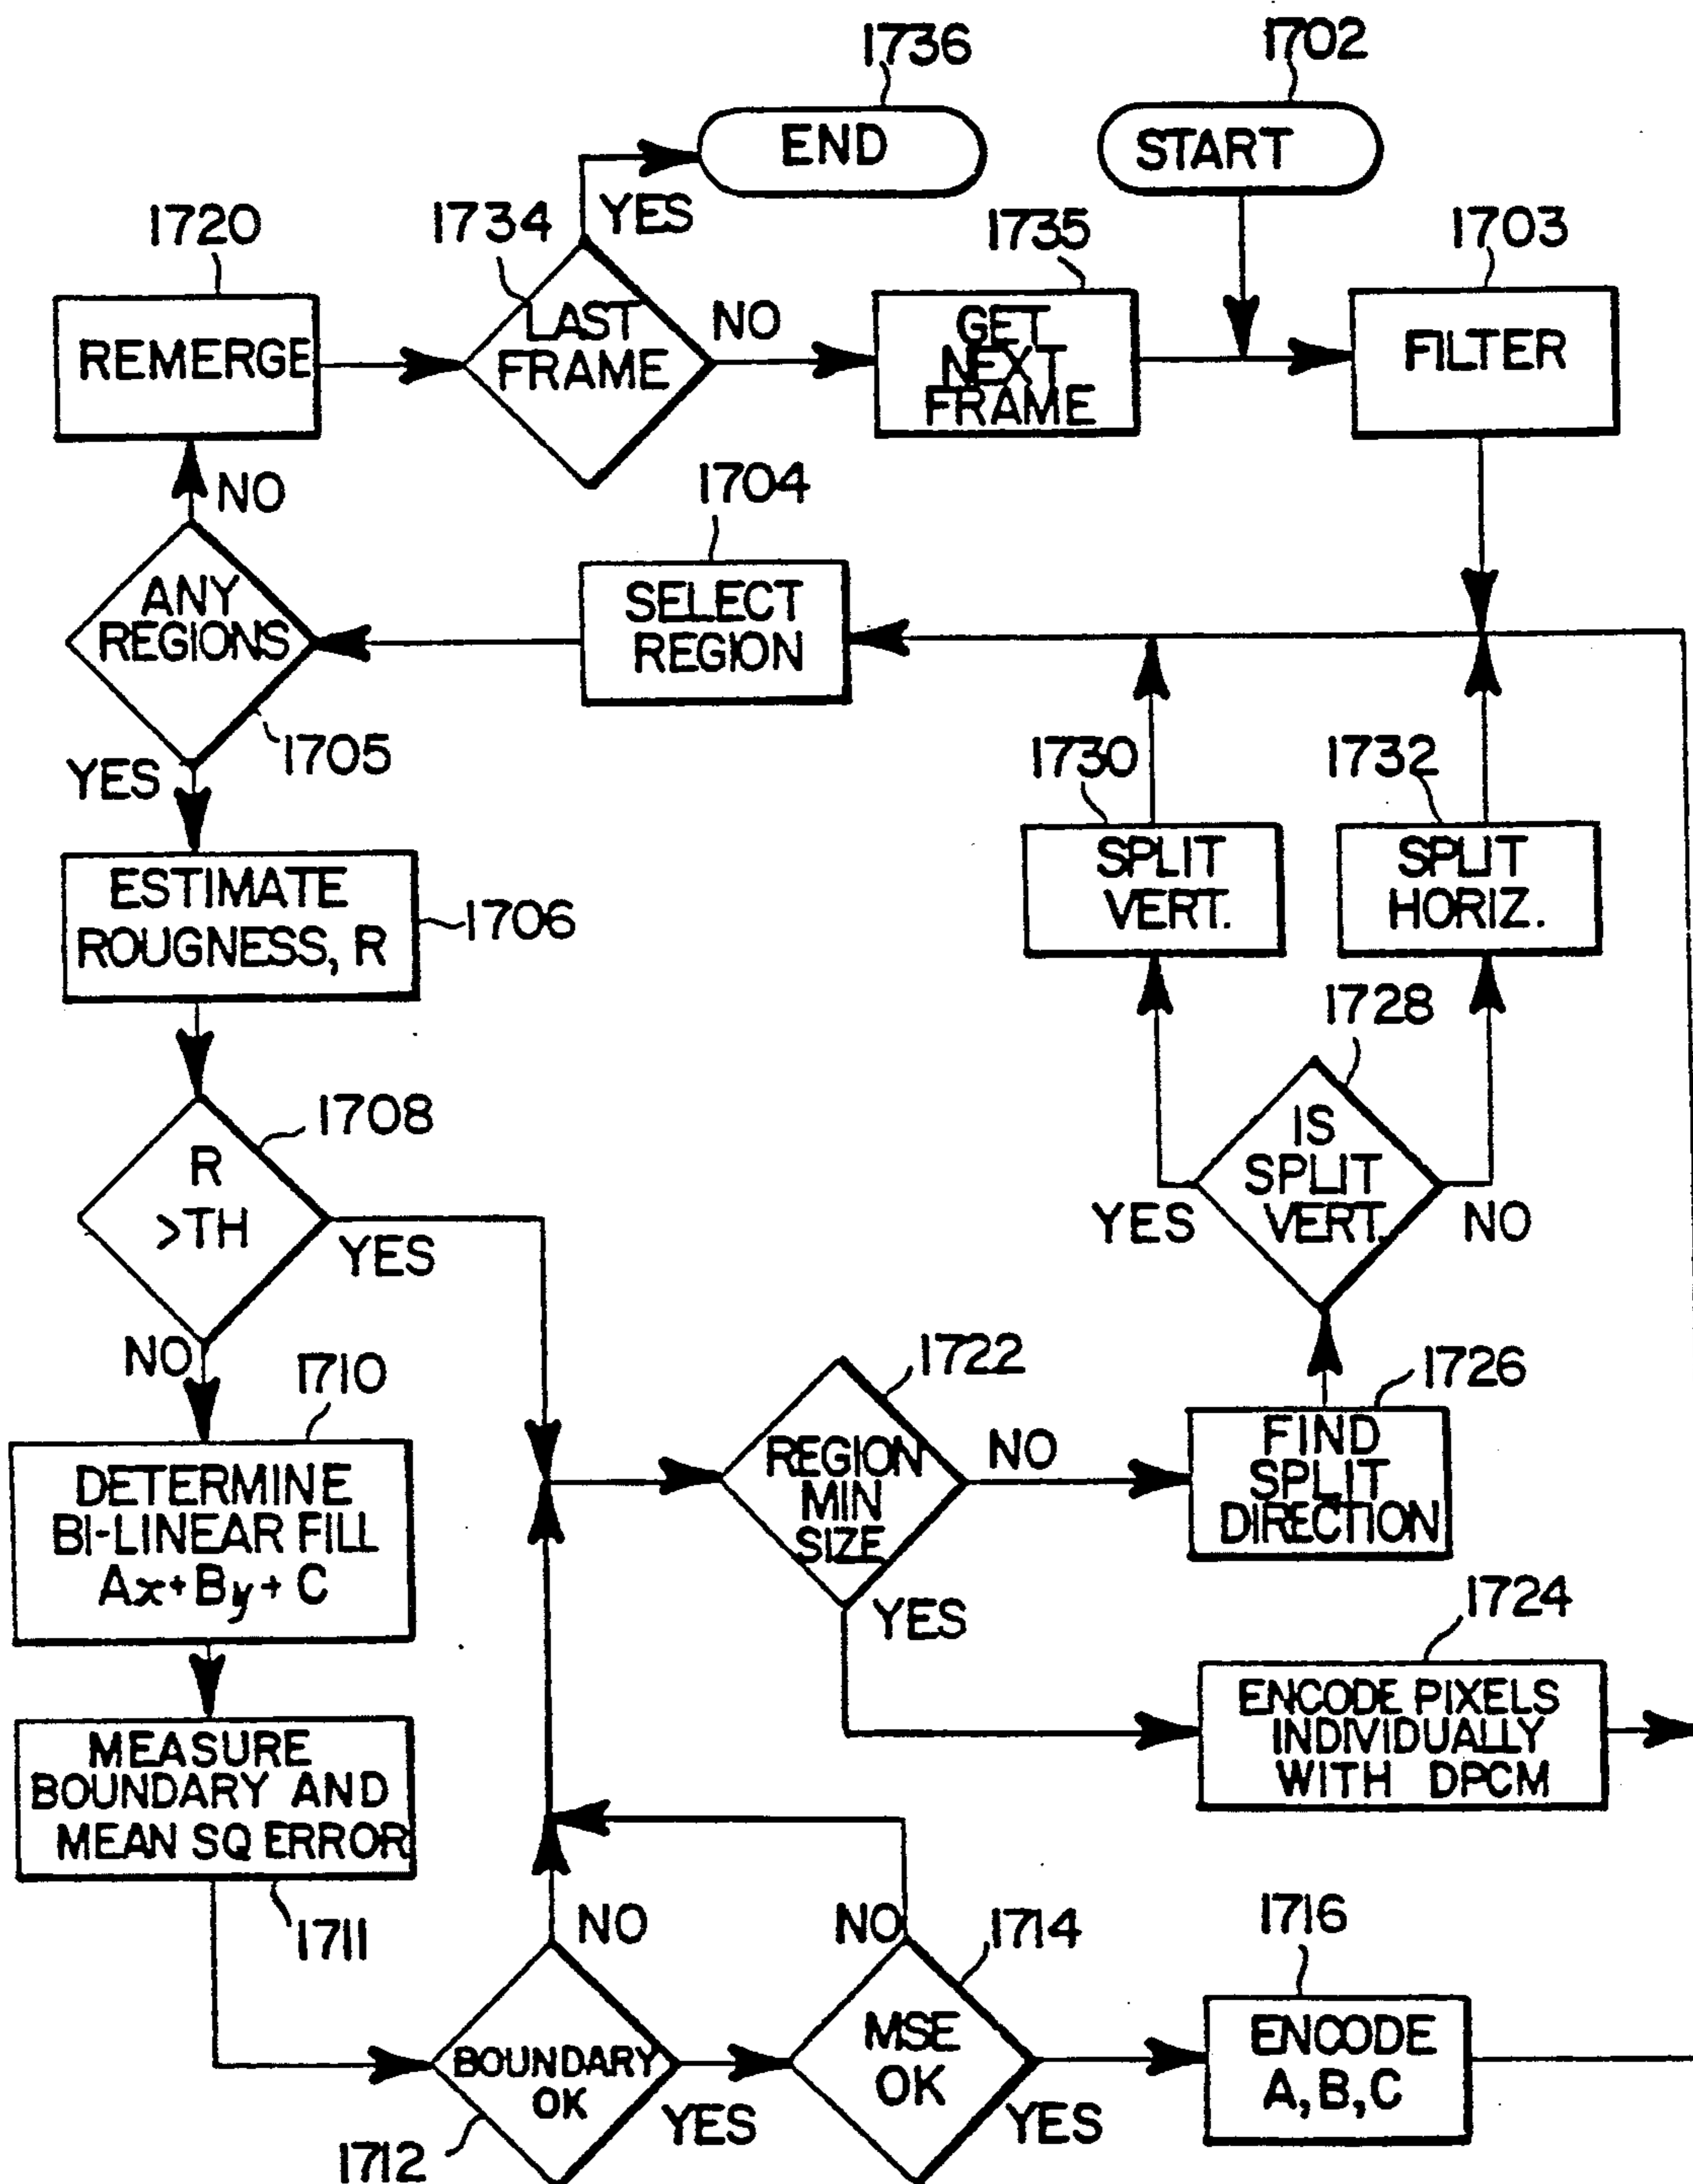 1736
1702
END
START
1720
1734
YES
1735
1703
REMERGE
LAST
FRAME
NO
GET
NEXT
FRAME
FILTER
NO
1704
ANY
REGIONS
SELECT
REGION
1705
YES
1730
1732
ESTIMATE
ROUGNESS, R
1706
SPLIT
VERT.
SPLIT
HORIZ.
1728
1708
R
>TH
YES
IS
SPLIT
VERT.
YES
NO
NO
1710
1722
1726
DETERMINE
BI-LINEAR FILL
Ax+By+C
REGION
MIN
SIZE
NO
FIND
SPLIT
DIRECTION
YES
1724
MEASURE
BOUNDARY AND
MEAN SQ ERROR
ENCODE PIXELS
INDIVIDUALLY
WITH DPCM
1711
NO
NO
1714
1716
BOUNDARY
OK
YES
MSE
OK
YES
ENCODE
A, B, C
1712